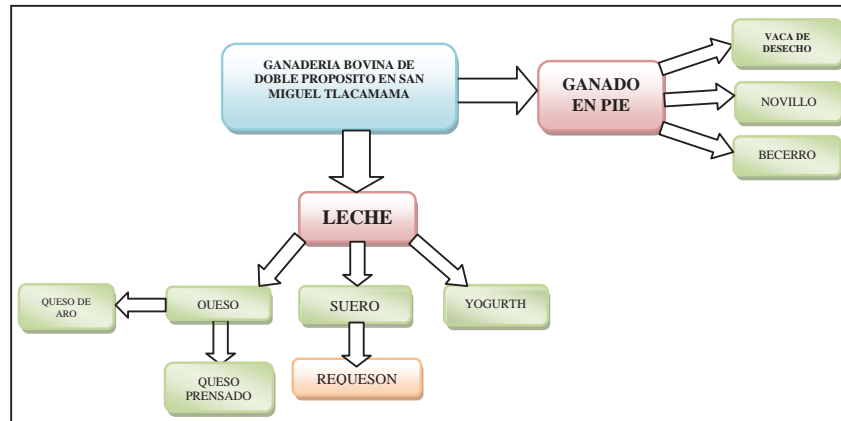 GANADERIA BOVINA DE
DOBLE PROPOSITO EN SAN
MIGUEL TLACAMAMA
GANADO
EN PIE
VACA DE
DESECHO
NOVILLO
BECERRO
LECHE
QUESO DE
ARO
OUESO
SUERO
YOGURTH
QUESO
PRENSADO
REQUESON